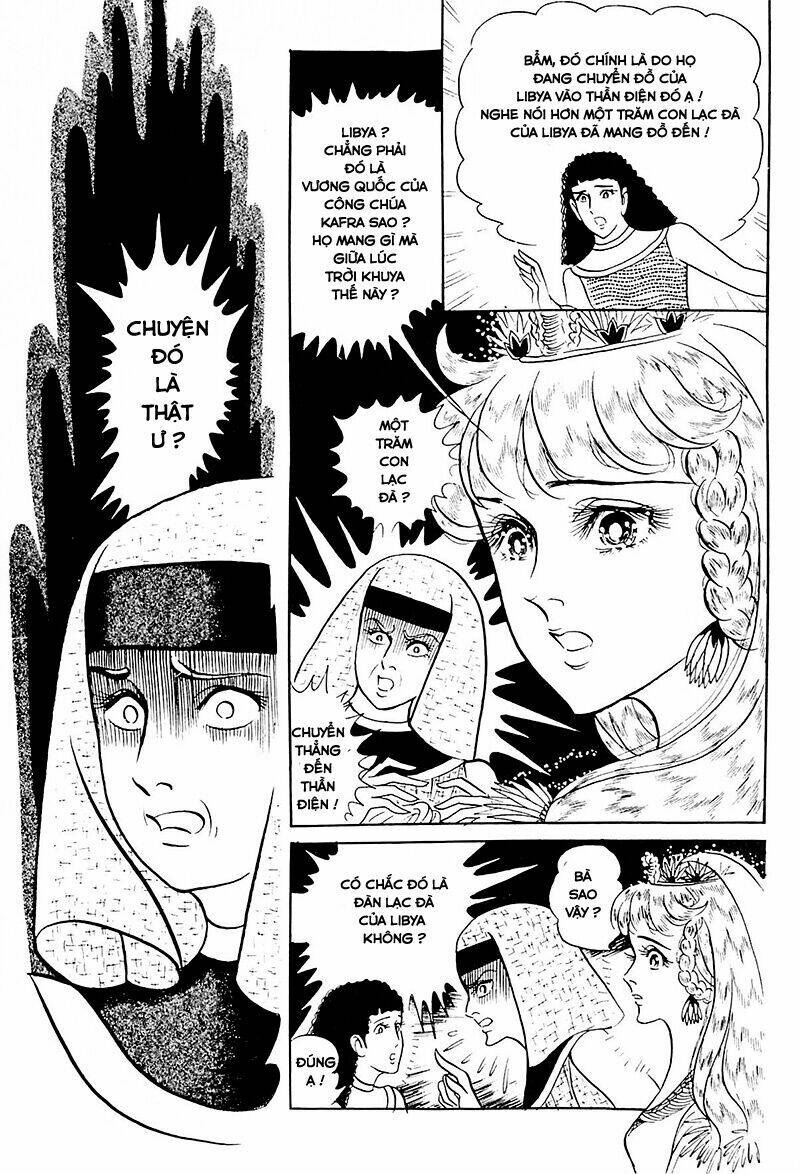 BẨM, ĐÓ CHÍNH LÀ DO HỌ
ĐANG CHUYỂN ĐỒ CỦA
LIBYA VÀO THẦN ĐIỆN ĐÓ Ạ !
NGHE NÓI HƠN MỘT TRĂM CON LẠC ĐÀ
CỦA LIBYA ĐÃ MANG ĐỒ ĐẾN !
LIBYA ?
CHẲNG PHẢI
ĐÓ LÀ
VƯƠNG QUỐC CỦA
CÔNG CHÚA
KAFRA SAO ?
HỌ MANG GÌ MÀ
GIỮA LÚC
TRỜI KHUYA
THẾ NÀY ?
MỘT
TRĂM
CON
LẠC
ĐÀ ?
CHUYỂN
THẲNG
ĐẾN
THẦN
ĐIỆN !
CHUYỆN
ĐÓ
LÀ
THẬT
Ư ?
BÀ
SAO
VẬY ?
CÓ CHẮC ĐÓ LÀ
ĐÀN LẠC ĐÀ
CỦA LIBYA
KHÔNG ?
ĐÚNG
Ạ !